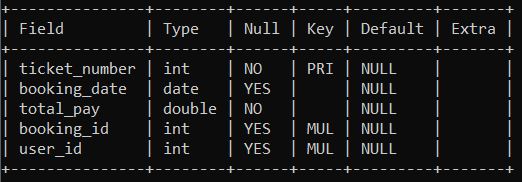 +---------------+--------+------+-----+---------+-------+
| Field         | Type   | Null | Key | Default | Extra |
+---------------+--------+------+-----+---------+-------+
| ticket_number | int    | NO   | PRI | NULL    |       |
| booking_date  | date   | YES  |     | NULL    |       |
| total_pay     | double | NO   |     | NULL    |       |
| booking_id    | int    | YES  | MUL | NULL    |       |
| user_id       | int    | YES  | MUL | NULL    |       |
+---------------+--------+------+-----+---------+-------+